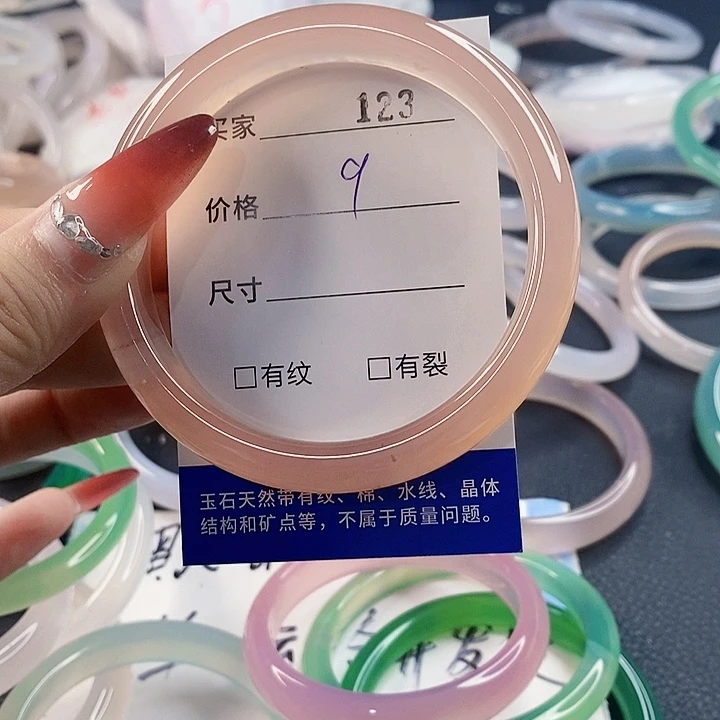 买家 123
价格 9
尺寸
□有纹 □有裂
玉石天然带有纹、棉、水线、晶体
结构和矿点等，不属于质量问题。